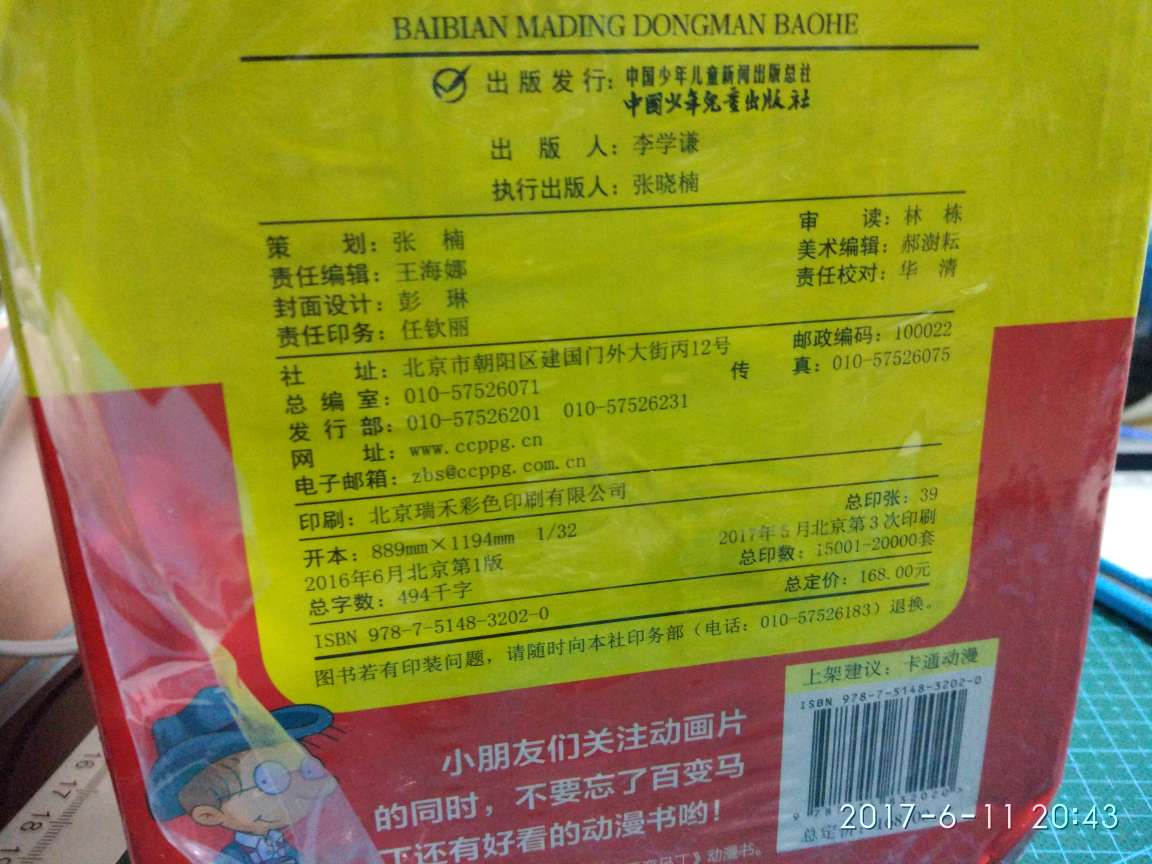 BAIBIAN MADING DONGMAN BAOHE
出版发行：中国少年儿童新闻出版总社
中國少年兒童出版社
出 版 人：李学谦
执行出版人：张晓楠
策 划：张 楠 审 读：林 栋
责任编辑：王海娜 美术编辑：郝澍耘
封面设计：彭 琳 责任校对：华 清
责任印务：任钦丽
社 址：北京市朝阳区建国门外大街丙12号 邮政编码：100022
总 编 室：010-57526071 传 真：010-57526075
发 行 部：010-57526201 010-57526231
网 址：www.ccppg.cn
电子邮箱：zbs@ccppg.com.cn
印刷：北京瑞禾彩色印刷有限公司
开本：889mm×1194mm 1/32 总印张：39
2016年6月北京第1版 2017年5月北京第3次印刷
总字数：494千字 总印数：15001-20000套
ISBN 978-7-5148-3202-0 总定价：168.00元
图书若有印装问题，请随时向本社印务部（电话：010-57526183）退换。
上架建议：卡通动漫
ISBN 978-7-5148-3202-0
小朋友们关注动画片
的同时，不要忘了百变马
丁还有好看的动漫书哟！
》动漫书。
总定
2017-6-11 20:43
16 17 18